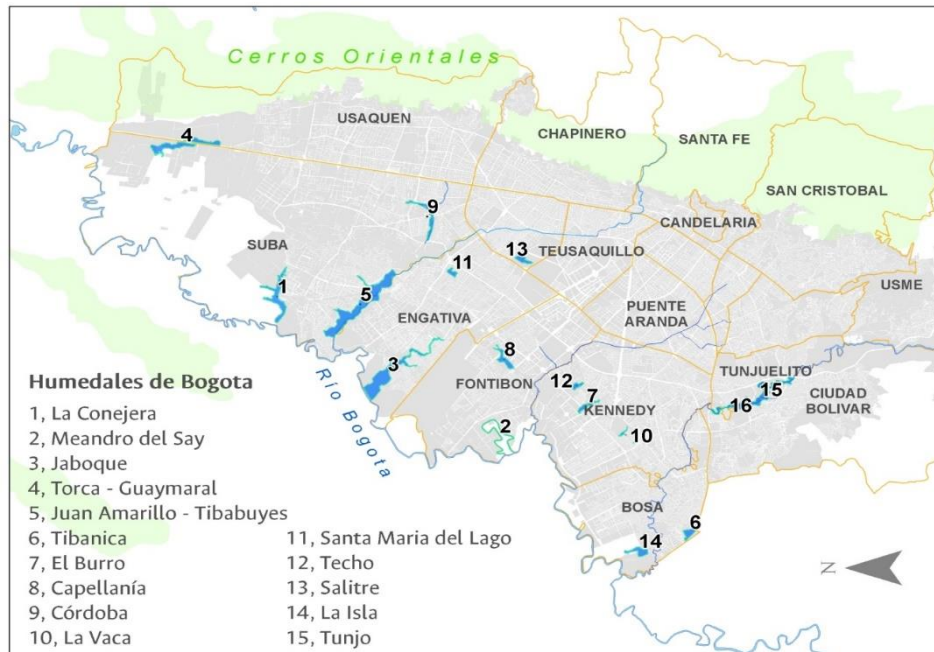 Cerros Orientales
USAQUEN
CHAPINERO
SANTA FE
SAN CRISTOBAL
CANDELARIA
USME
4
9
SUBA
13
TEUSAQUILLO
11
1
5
ENGATIVA
PUENTE
ARANDA
3
8
FONTIBON
12
7
KENNEDY
TUNJUELITO
15
16
CIUDAD
BOLIVAR
2
10
BOSA
6
14
Río Bogota
N
Humedales de Bogota
1, La Conejera
2, Meandro del Say
3, Jaboque
4, Torca - Guaymaral
5, Juan Amarillo - Tibabuyes
6, Tibanica
7, El Burro
8, Capellanía
9, Córdoba
10, La Vaca
11, Santa Maria del Lago
12, Techo
13, Salitre
14, La Isla
15, Tunjo